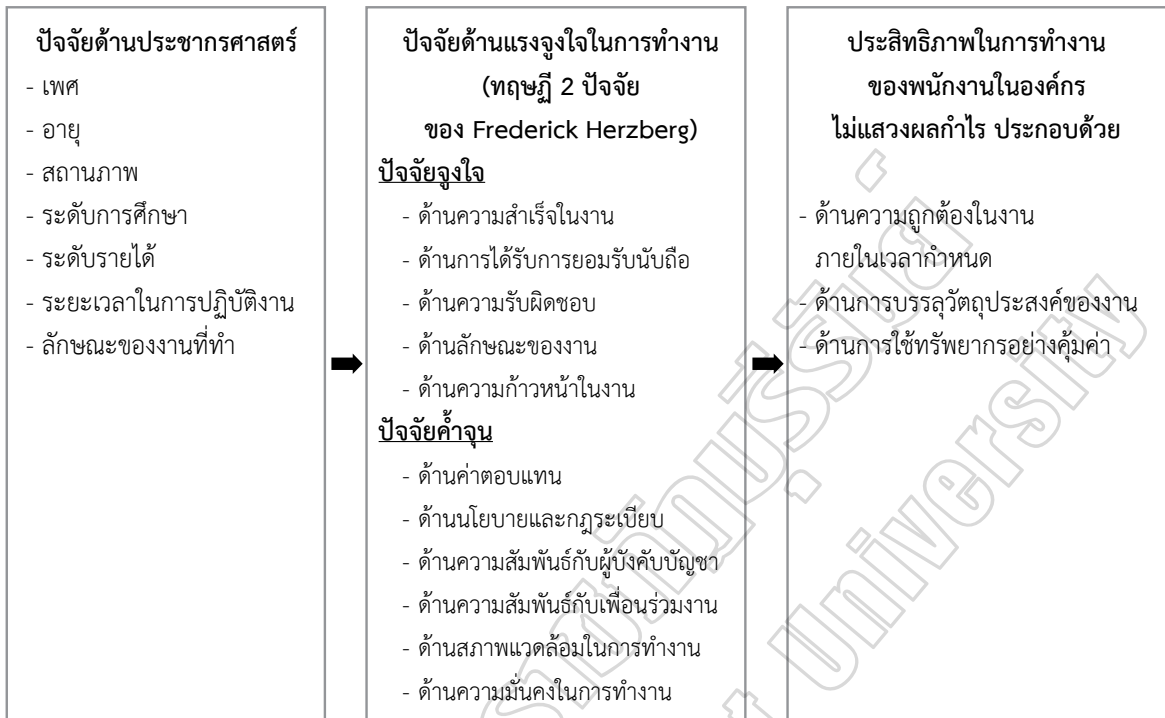 ปัจจัยด้านประชากรศาสตร์
- เพศ
- อายุ
- สถานภาพ
- ระดับการศึกษา
- ระดับรายได้
- ระยะเวลาในการปฏิบัติงาน
- ลักษณะของงานที่ทำ
ปัจจัยด้านแรงจูงใจในการทำงาน
(ทฤษฎี 2 ปัจจัย
ของ Frederick Herzberg)
ปัจจัยจูงใจ
- ด้านความสำเร็จในงาน
- ด้านการได้รับการยอมรับนับถือ
- ด้านความรับผิดชอบ
- ด้านลักษณะของงาน
- ด้านความก้าวหน้าในงาน
ปัจจัยค้ำจุน
- ด้านค่าตอบแทน
- ด้านนโยบายและกฎระเบียบ
- ด้านความสัมพันธ์กับผู้บังคับบัญชา
- ด้านความสัมพันธ์กับเพื่อนร่วมงาน
- ด้านสภาพแวดล้อมในการทำงาน
- ด้านความมั่นคงในการทำงาน
ประสิทธิภาพในการทำงาน
ของพนักงานในองค์กร
ไม่แสวงผลกำไร ประกอบด้วย
- ด้านความถูกต้องในงาน
ภายในเวลากำหนด
- ด้านการบรรลุวัตถุประสงค์ของงาน
- ด้านการใช้ทรัพยากรอย่างคุ้มค่า
University